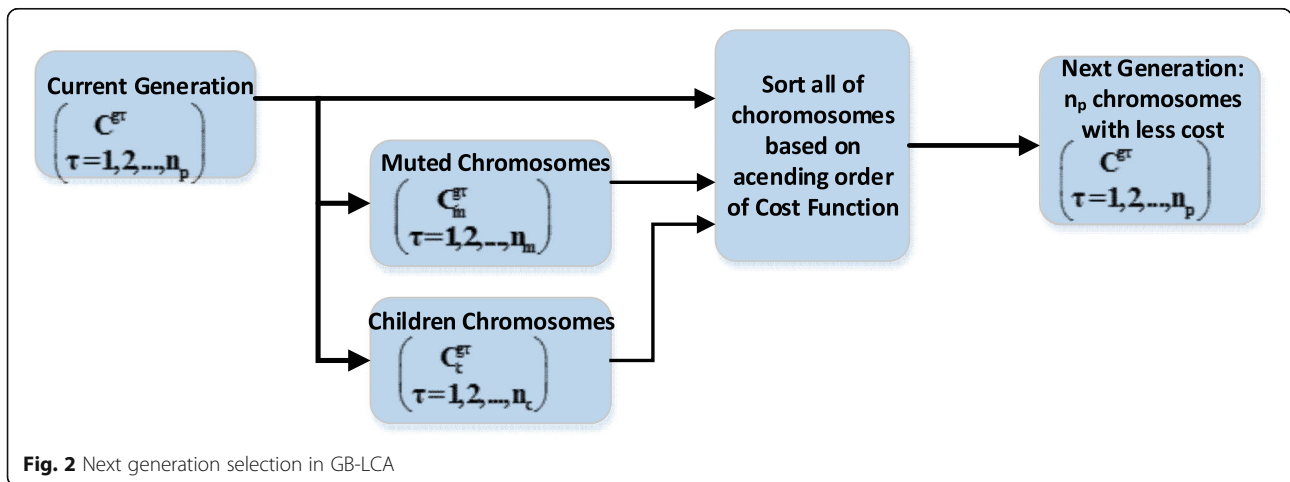 Current Generation
C^gτ
τ=1,2,...,n_p
Muted Chromosomes
C_m^gτ
τ=1,2,...,n_m
Children Chromosomes
C_c^gτ
τ=1,2,...,n_c
Sort all of
choromosomes
based on
acending order
of Cost Function
Next Generation:
n_p chromosomes
with less cost
C^gτ
τ=1,2,...,n_p
Fig. 2 Next generation selection in GB-LCA